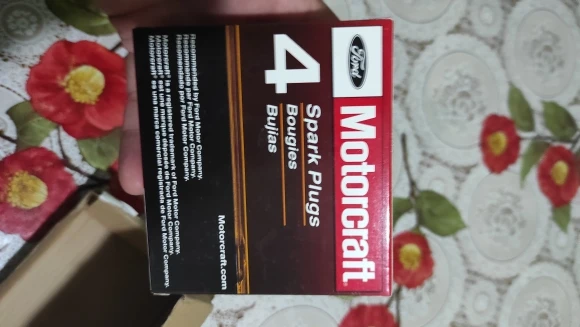 Ford
Motorcraft
4
Spark Plugs
Bougies
Bujías
Recommended by Ford Motor Company.
Recommandé par Ford Motor Company.
Recomendado por Ford Motor Company.
Motorcraft.com
Motorcraft® is a registered trademark of Ford Motor Company.
Motorcraft® est une marque déposée de Ford Motor Company.
Motorcraft® es una marca comercial registrada de Ford Motor Company.